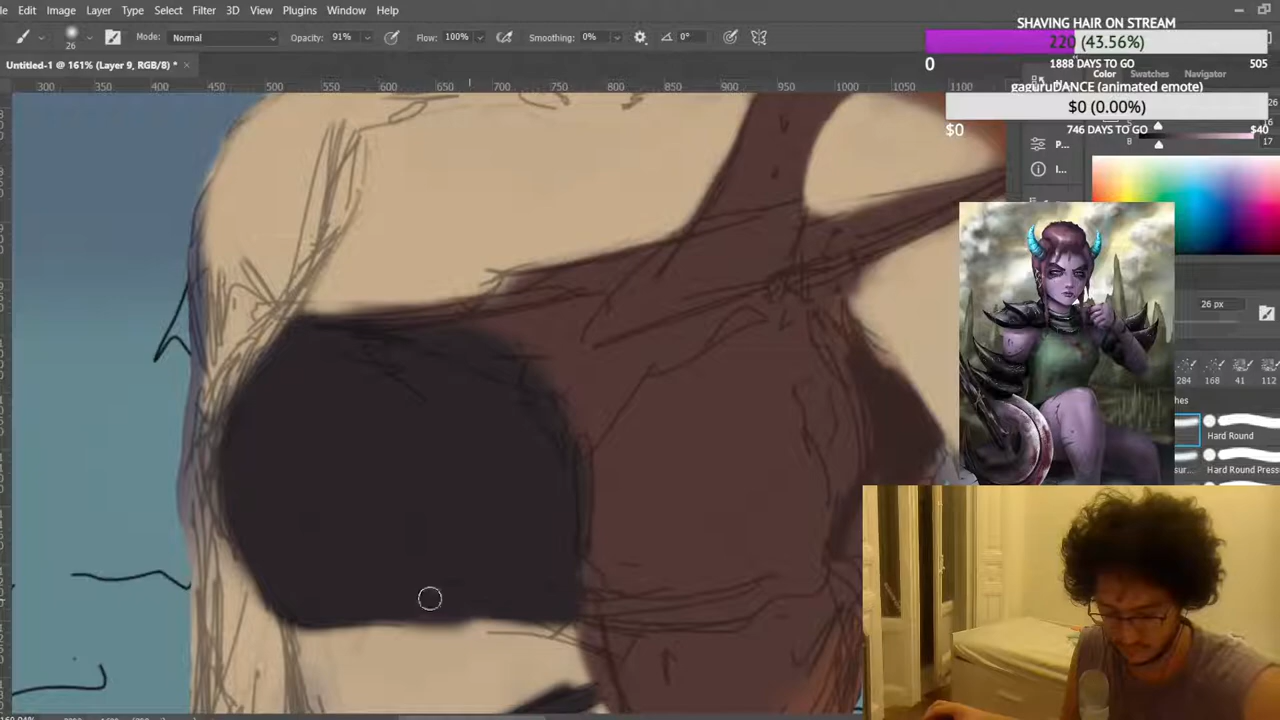 Edit Image Layer Type Select Filter 3D View Plugins Window Help
SHAVING HAIR ON STREAM
26 Mode: Normal Opacity: 91% Flow: 100% Smoothing: 0% 0°
220 (43.56%)
0 1888 DAYS TO GO 505
Untitled-1 @ 161% (Layer 9, RGB/8) *
Color Swatches Navigator
gaguruDANCE (animated emote)
300 350 400 450 500 550 600 650 700 750 800 850 900 950 1000 1050 1100
$0 (0.00%)
$0 746 DAYS TO GO $40
B 17
P...
I...
26 px
284 168 41 112
Hard Round
Hard Round Press